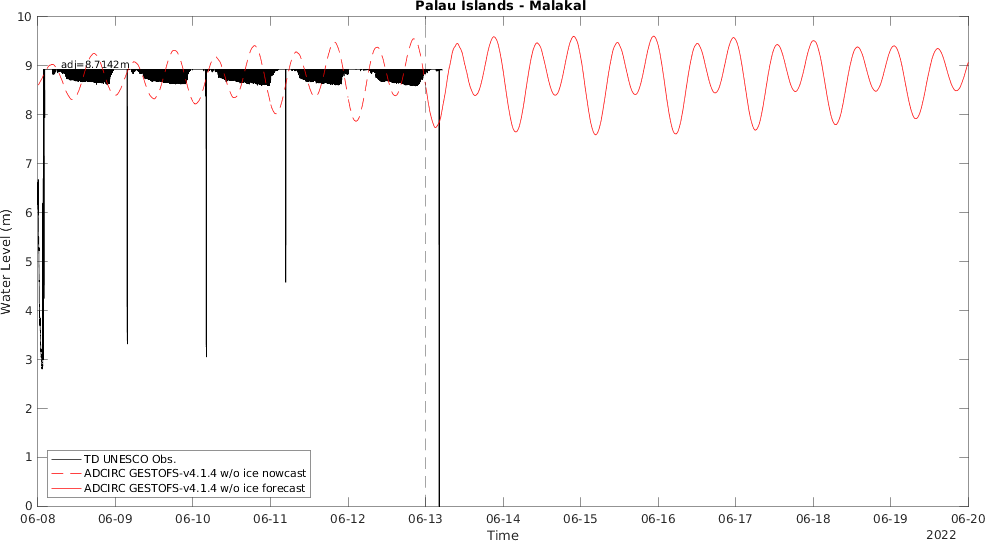 Palau Islands - Malakal
10
9
8
7
6
5
4
3
2
1
0
Water Level (m)
adj=8.7142m
TD UNESCO Obs.
ADCIRC GESTOFS-v4.1.4 w/o ice nowcast
ADCIRC GESTOFS-v4.1.4 w/o ice forecast
06-08 06-09 06-10 06-11 06-12 06-13 06-14 06-15 06-16 06-17 06-18 06-19 06-20
Time
2022